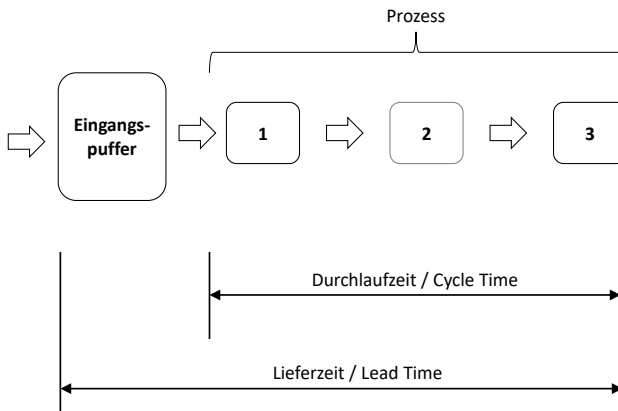 Prozess
Eingangs-
puffer
1
2
3
Durchlaufzeit / Cycle Time
Lieferzeit / Lead Time